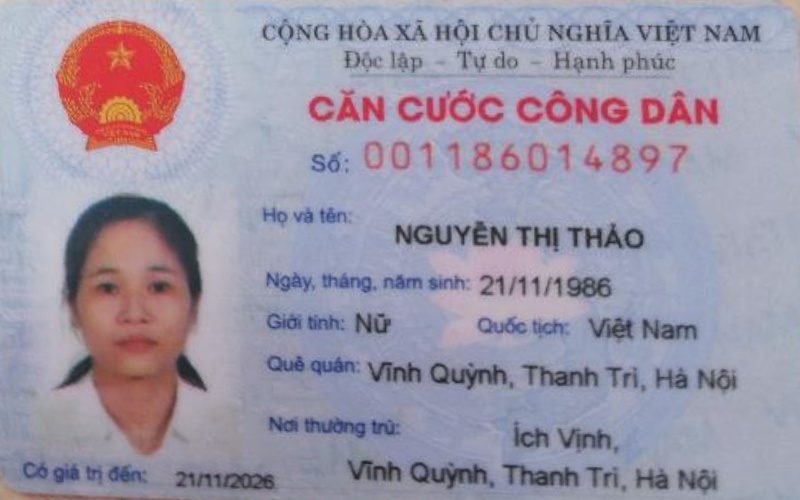 CỘNG HÒA XÃ HỘI CHỦ NGHĨA VIỆT NAM
Độc lập - Tự do - Hạnh phúc
CĂN CƯỚC CÔNG DÂN
Số: 001186014897
Họ và tên:
NGUYỄN THỊ THẢO
Ngày, tháng, năm sinh: 21/11/1986
Giới tính: Nữ Quốc tịch: Việt Nam
Quê quán: Vĩnh Quỳnh, Thanh Trì, Hà Nội
Nơi thường trú: Ích Vịnh,
Vĩnh Quỳnh, Thanh Trì, Hà Nội
Có giá trị đến: 21/11/2026